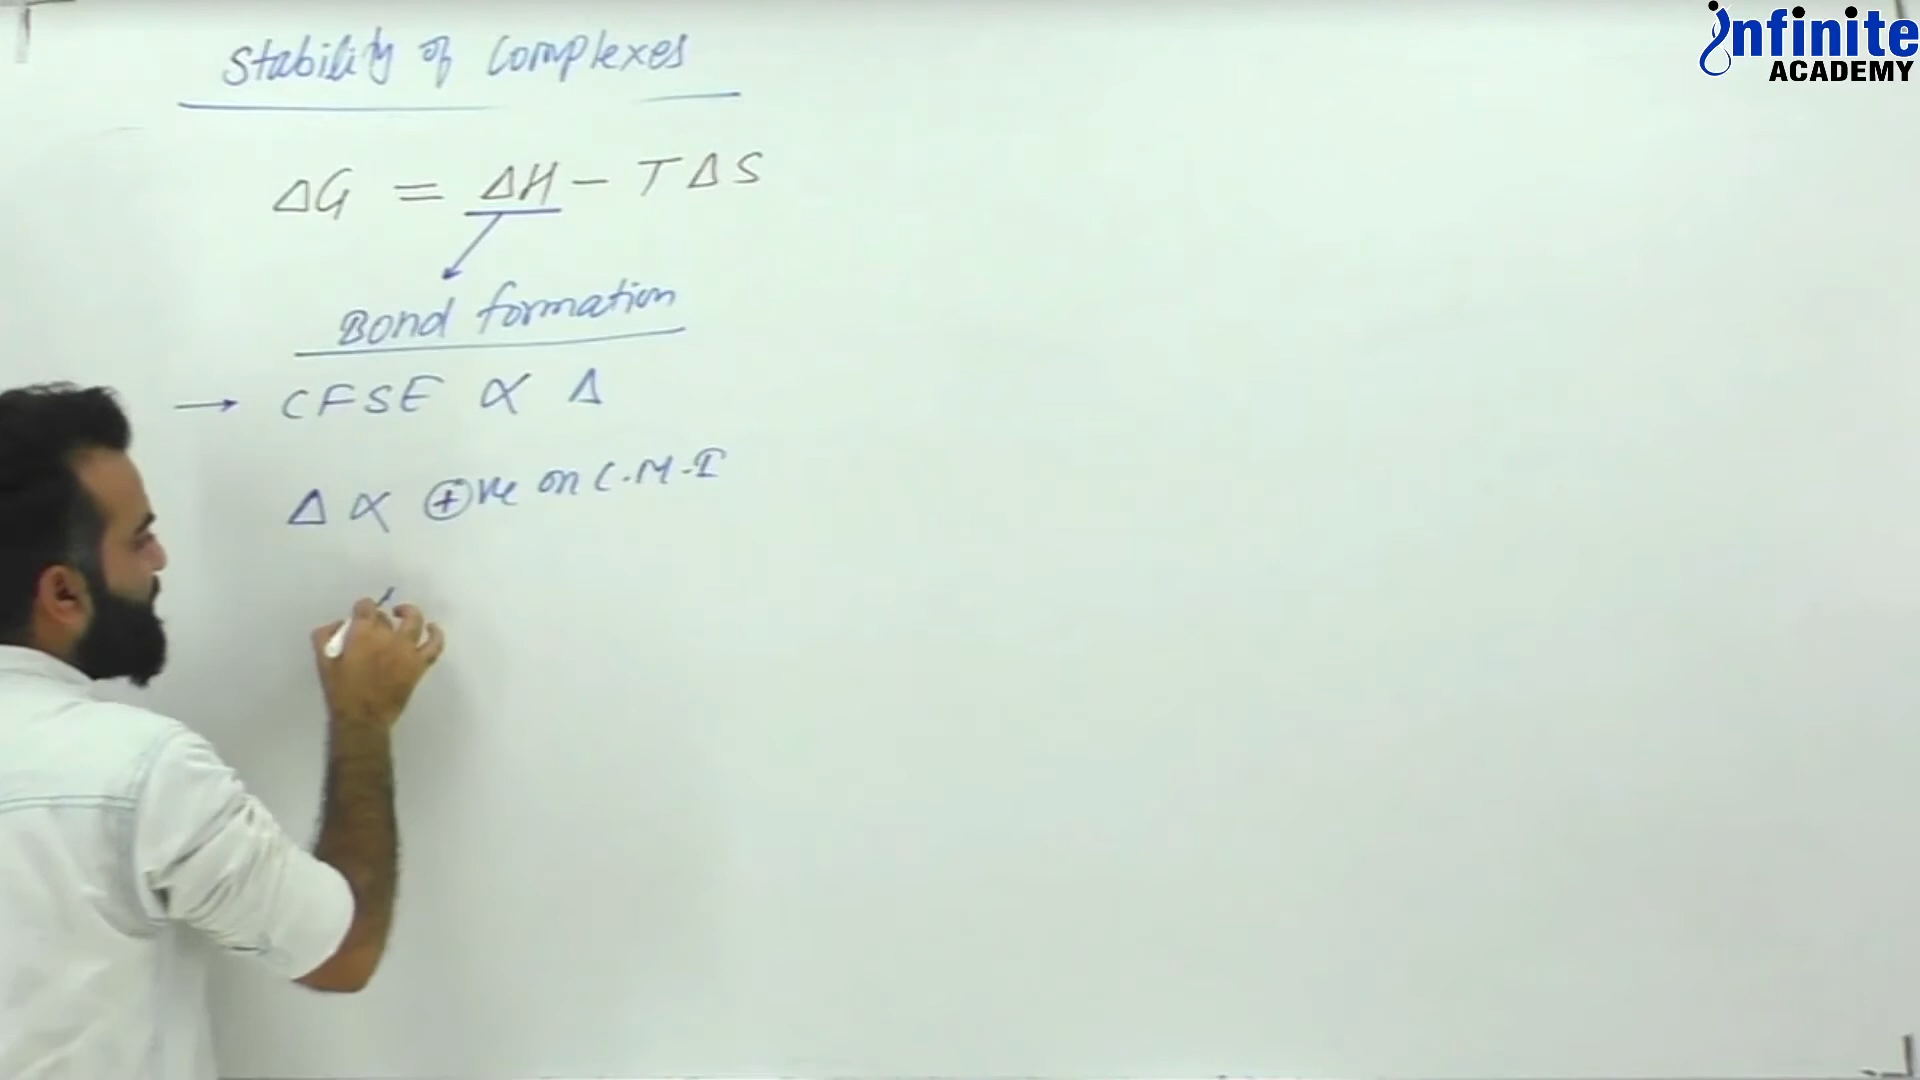 Stability of Complexes
ΔG = ΔH - TΔS
Bond formation
→ CFSE ∝ Δ
Δ ∝ ⊕ve on C.M.I
infinite
ACADEMY